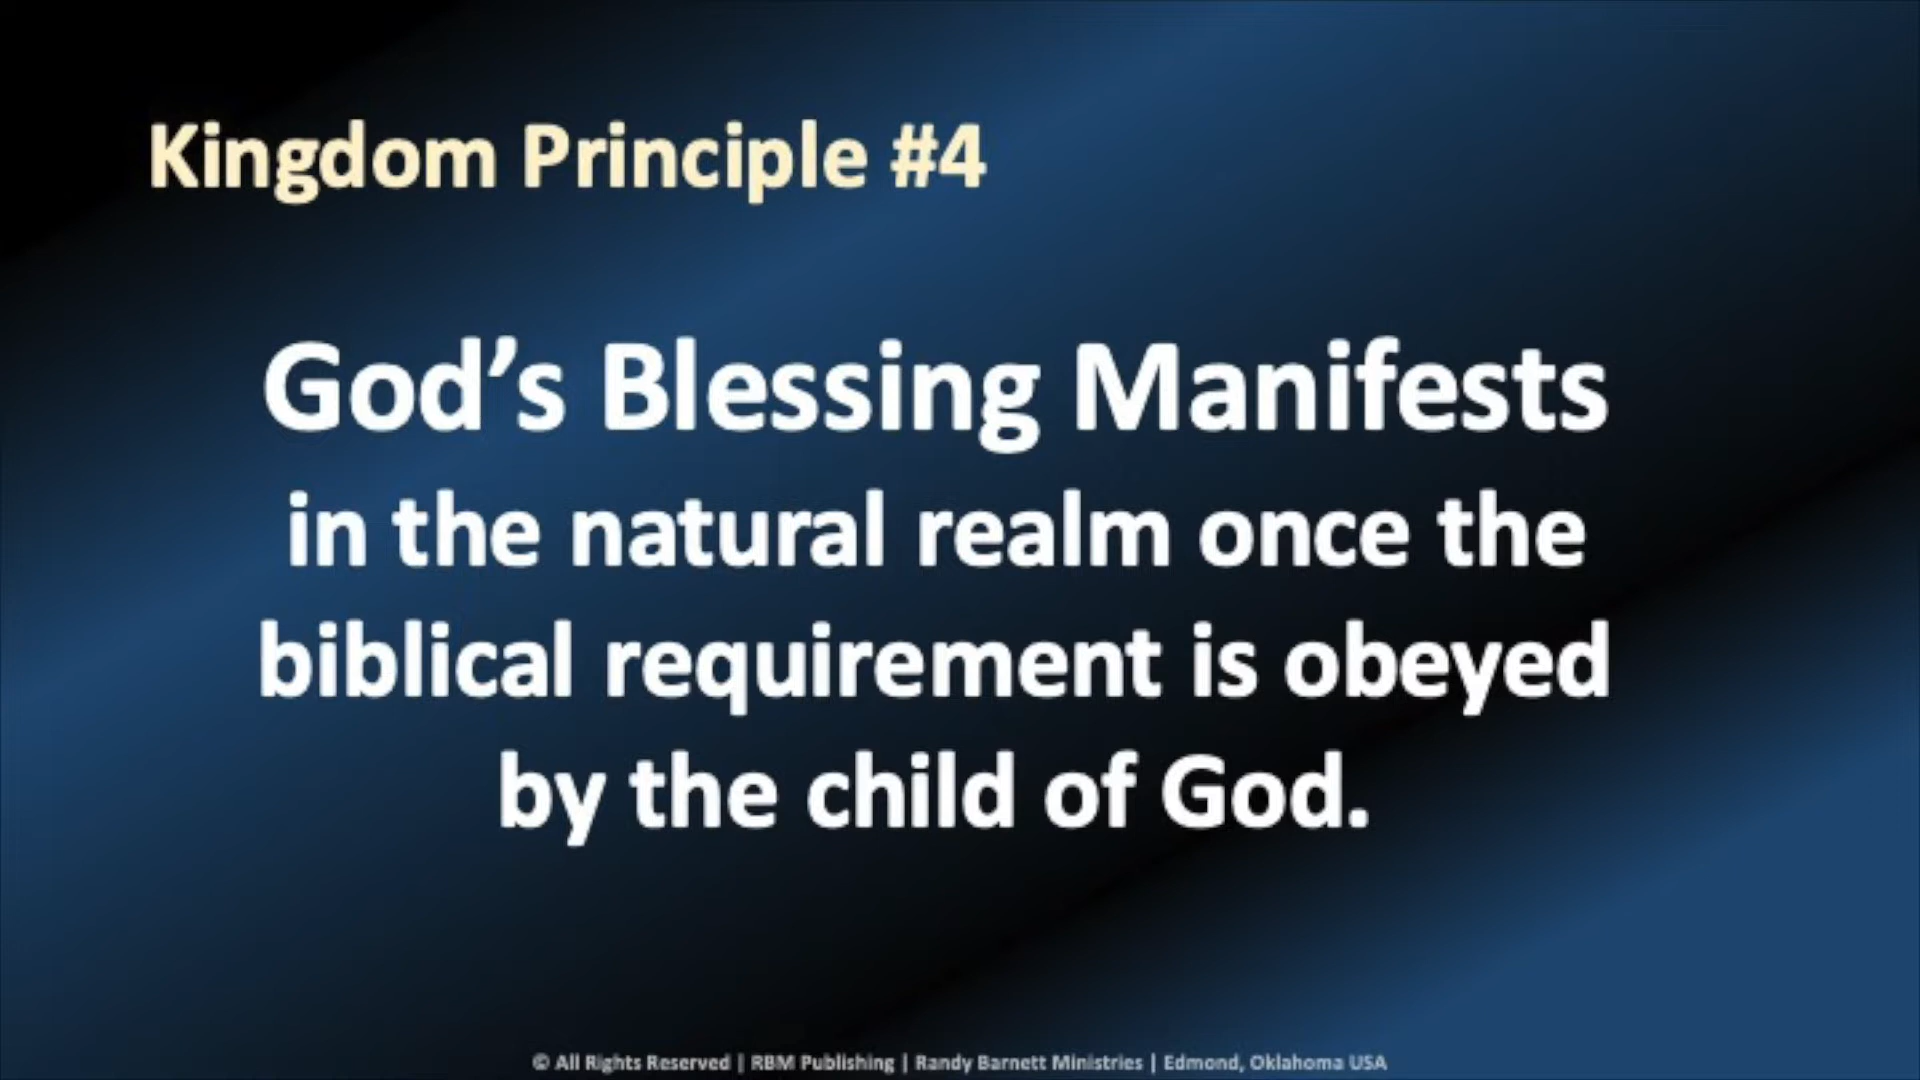 Kingdom Principle #4
God’s Blessing Manifests
in the natural realm once the
biblical requirement is obeyed
by the child of God.
© All Rights Reserved | RBM Publishing | Randy Barnett Ministries | Edmond, Oklahoma USA